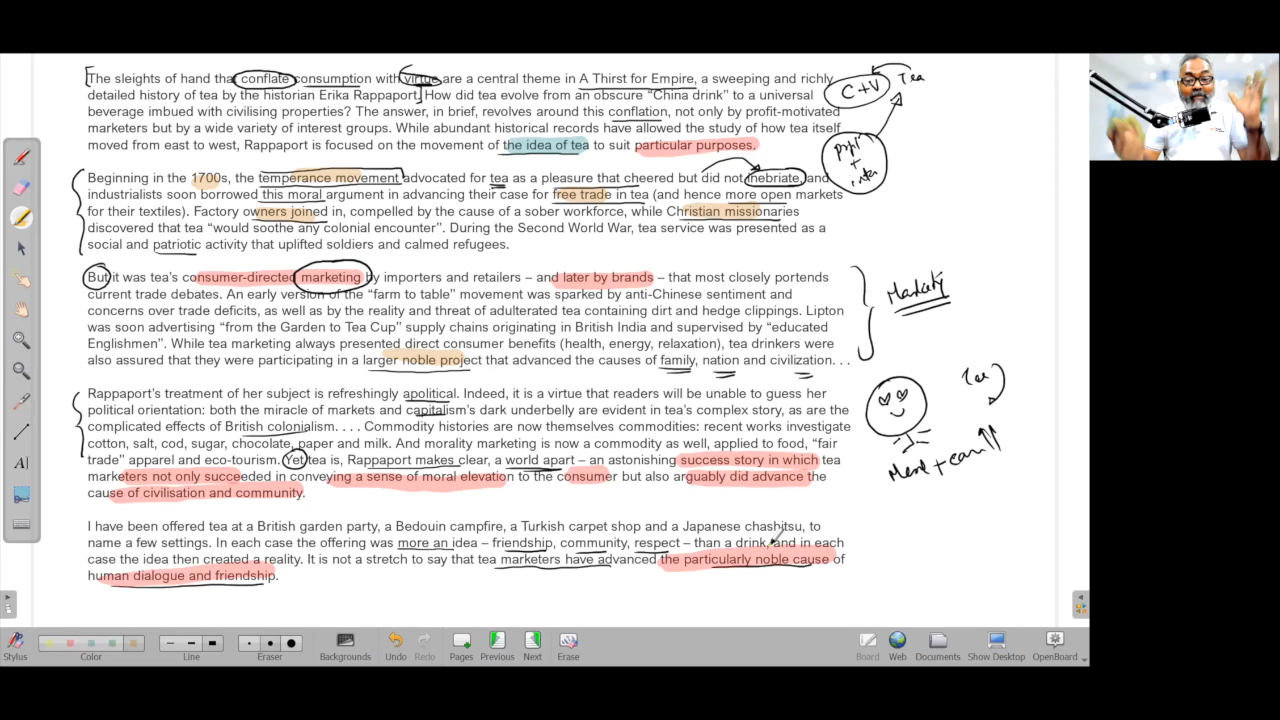 The sleights of hand that conflate consumption with virtue are a central theme in A Thirst for Empire, a sweeping and richly
detailed history of tea by the historian Erika Rappaport. How did tea evolve from an obscure “China drink” to a universal
beverage imbued with civilising properties? The answer, in brief, revolves around this conflation, not only by profit-motivated
marketers but by a wide variety of interest groups. While abundant historical records have allowed the study of how tea itself
moved from east to west, Rappaport is focused on the movement of the idea of tea to suit particular purposes.
Tea
C + V
Beginning in the 1700s, the temperance movement advocated for tea as a pleasure that cheered but did not inebriate, and
industrialists soon borrowed this moral argument in advancing their case for free trade in tea (and hence more open markets
for their textiles). Factory owners joined in, compelled by the cause of a sober workforce, while Christian missionaries
discovered that tea “would soothe any colonial encounter”. During the Second World War, tea service was presented as a
social and patriotic activity that uplifted soldiers and calmed refugees.
But it was tea’s consumer-directed marketing by importers and retailers – and later by brands – that most closely portends
current trade debates. An early version of the “farm to table” movement was sparked by anti-Chinese sentiment and
concerns over trade deficits, as well as by the reality and threat of adulterated tea containing dirt and hedge clippings. Lipton
was soon advertising “from the Garden to Tea Cup” supply chains originating in British India and supervised by “educated
Englishmen”. While tea marketing always presented direct consumer benefits (health, energy, relaxation), tea drinkers were
also assured that they were participating in a larger noble project that advanced the causes of family, nation and civilization. . .
Rappaport’s treatment of her subject is refreshingly apolitical. Indeed, it is a virtue that readers will be unable to guess her
political orientation: both the miracle of markets and capitalism’s dark underbelly are evident in tea’s complex story, as are the
complicated effects of British colonialism. . . . Commodity histories are now themselves commodities: recent works investigate
cotton, salt, cod, sugar, chocolate, paper and milk. And morality marketing is now a commodity as well, applied to food, “fair
trade” apparel and eco-tourism. Yet tea is, Rappaport makes clear, a world apart – an astonishing success story in which tea
marketers not only succeeded in conveying a sense of moral elevation to the consumer but also arguably did advance the
cause of civilisation and community.
I have been offered tea at a British garden party, a Bedouin campfire, a Turkish carpet shop and a Japanese chashitsu, to
name a few settings. In each case the offering was more an idea – friendship, community, respect – than a drink, and in each
case the idea then created a reality. It is not a stretch to say that tea marketers have advanced the particularly noble cause of
human dialogue and friendship.
Stylus
Color
Line
Eraser
Backgrounds
Undo
Redo
Pages
Previous
Next
Erase
Board
Web
Documents
Show Desktop
OpenBoard